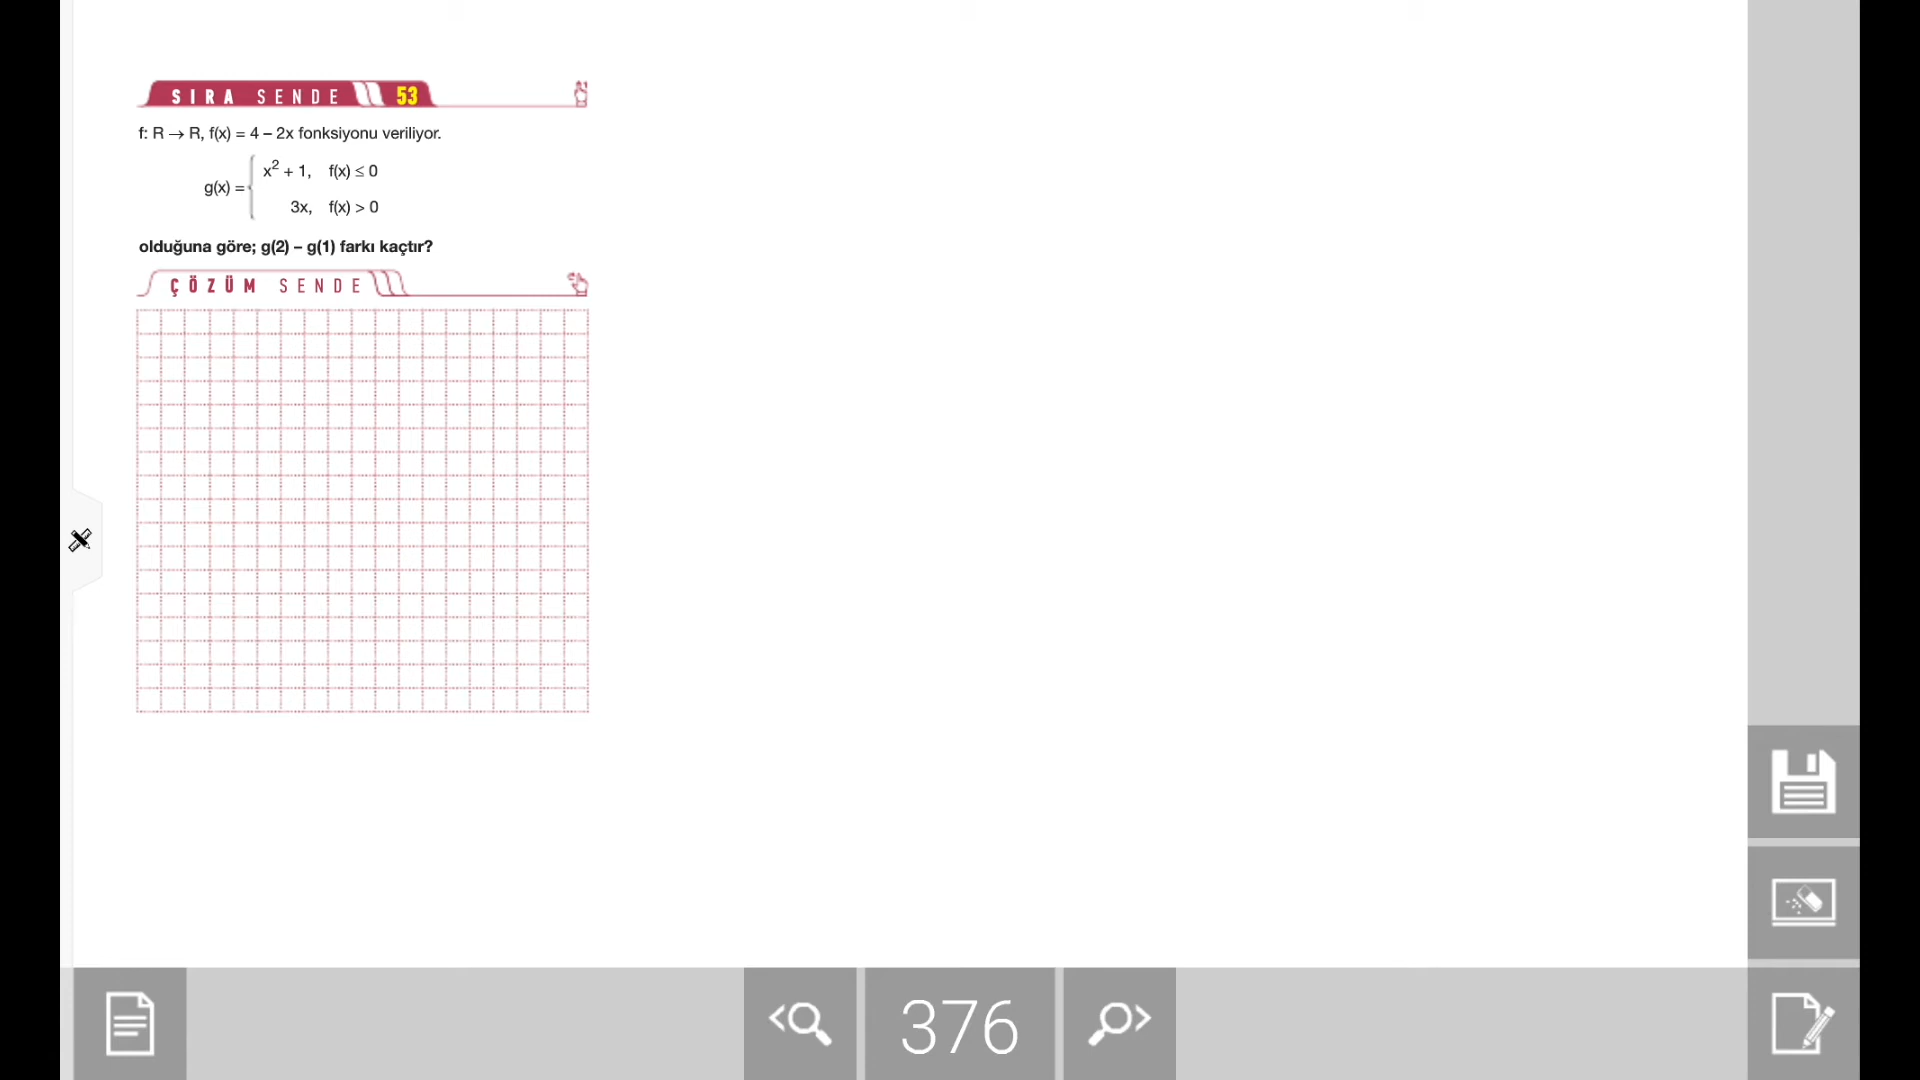 SIRA SENDE 53
f: R → R, f(x) = 4 – 2x fonksiyonu veriliyor.
x² + 1, f(x) ≤ 0
g(x) =
3x, f(x) > 0
olduğuna göre; g(2) – g(1) farkı kaçtır?
ÇÖZÜM SENDE
376